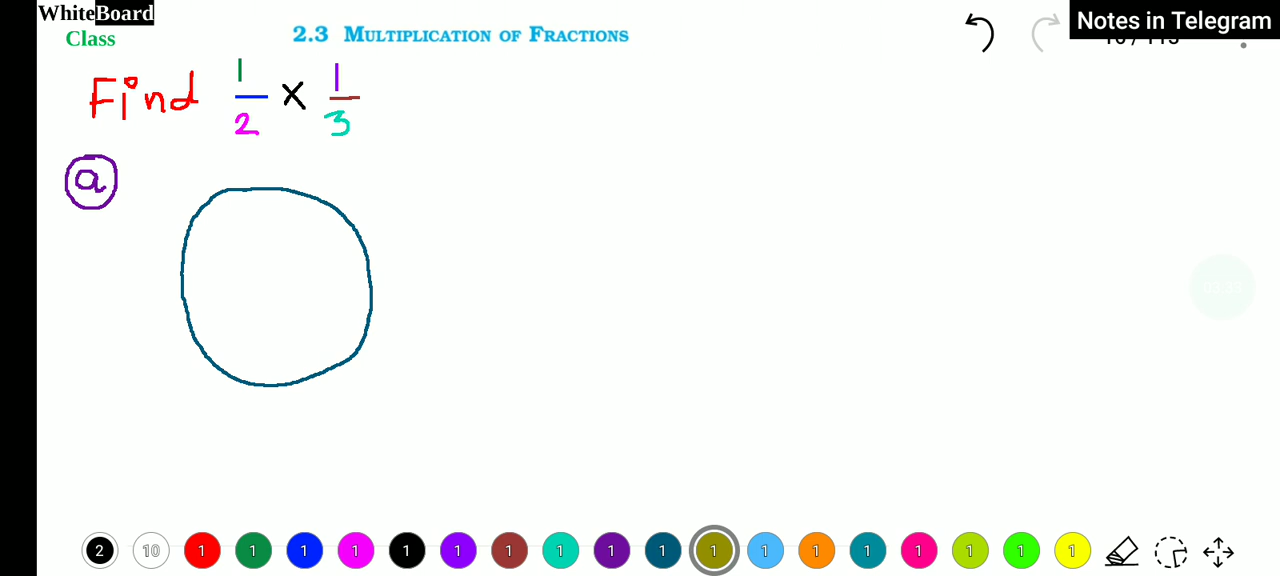 WhiteBoard
Class
2.3 Multiplication of Fractions
Notes in Telegram
Find 1/2 × 1/3
a
2 10 1 1 1 1 1 1 1 1 1 1 1 1 1 1 1 1 1 1